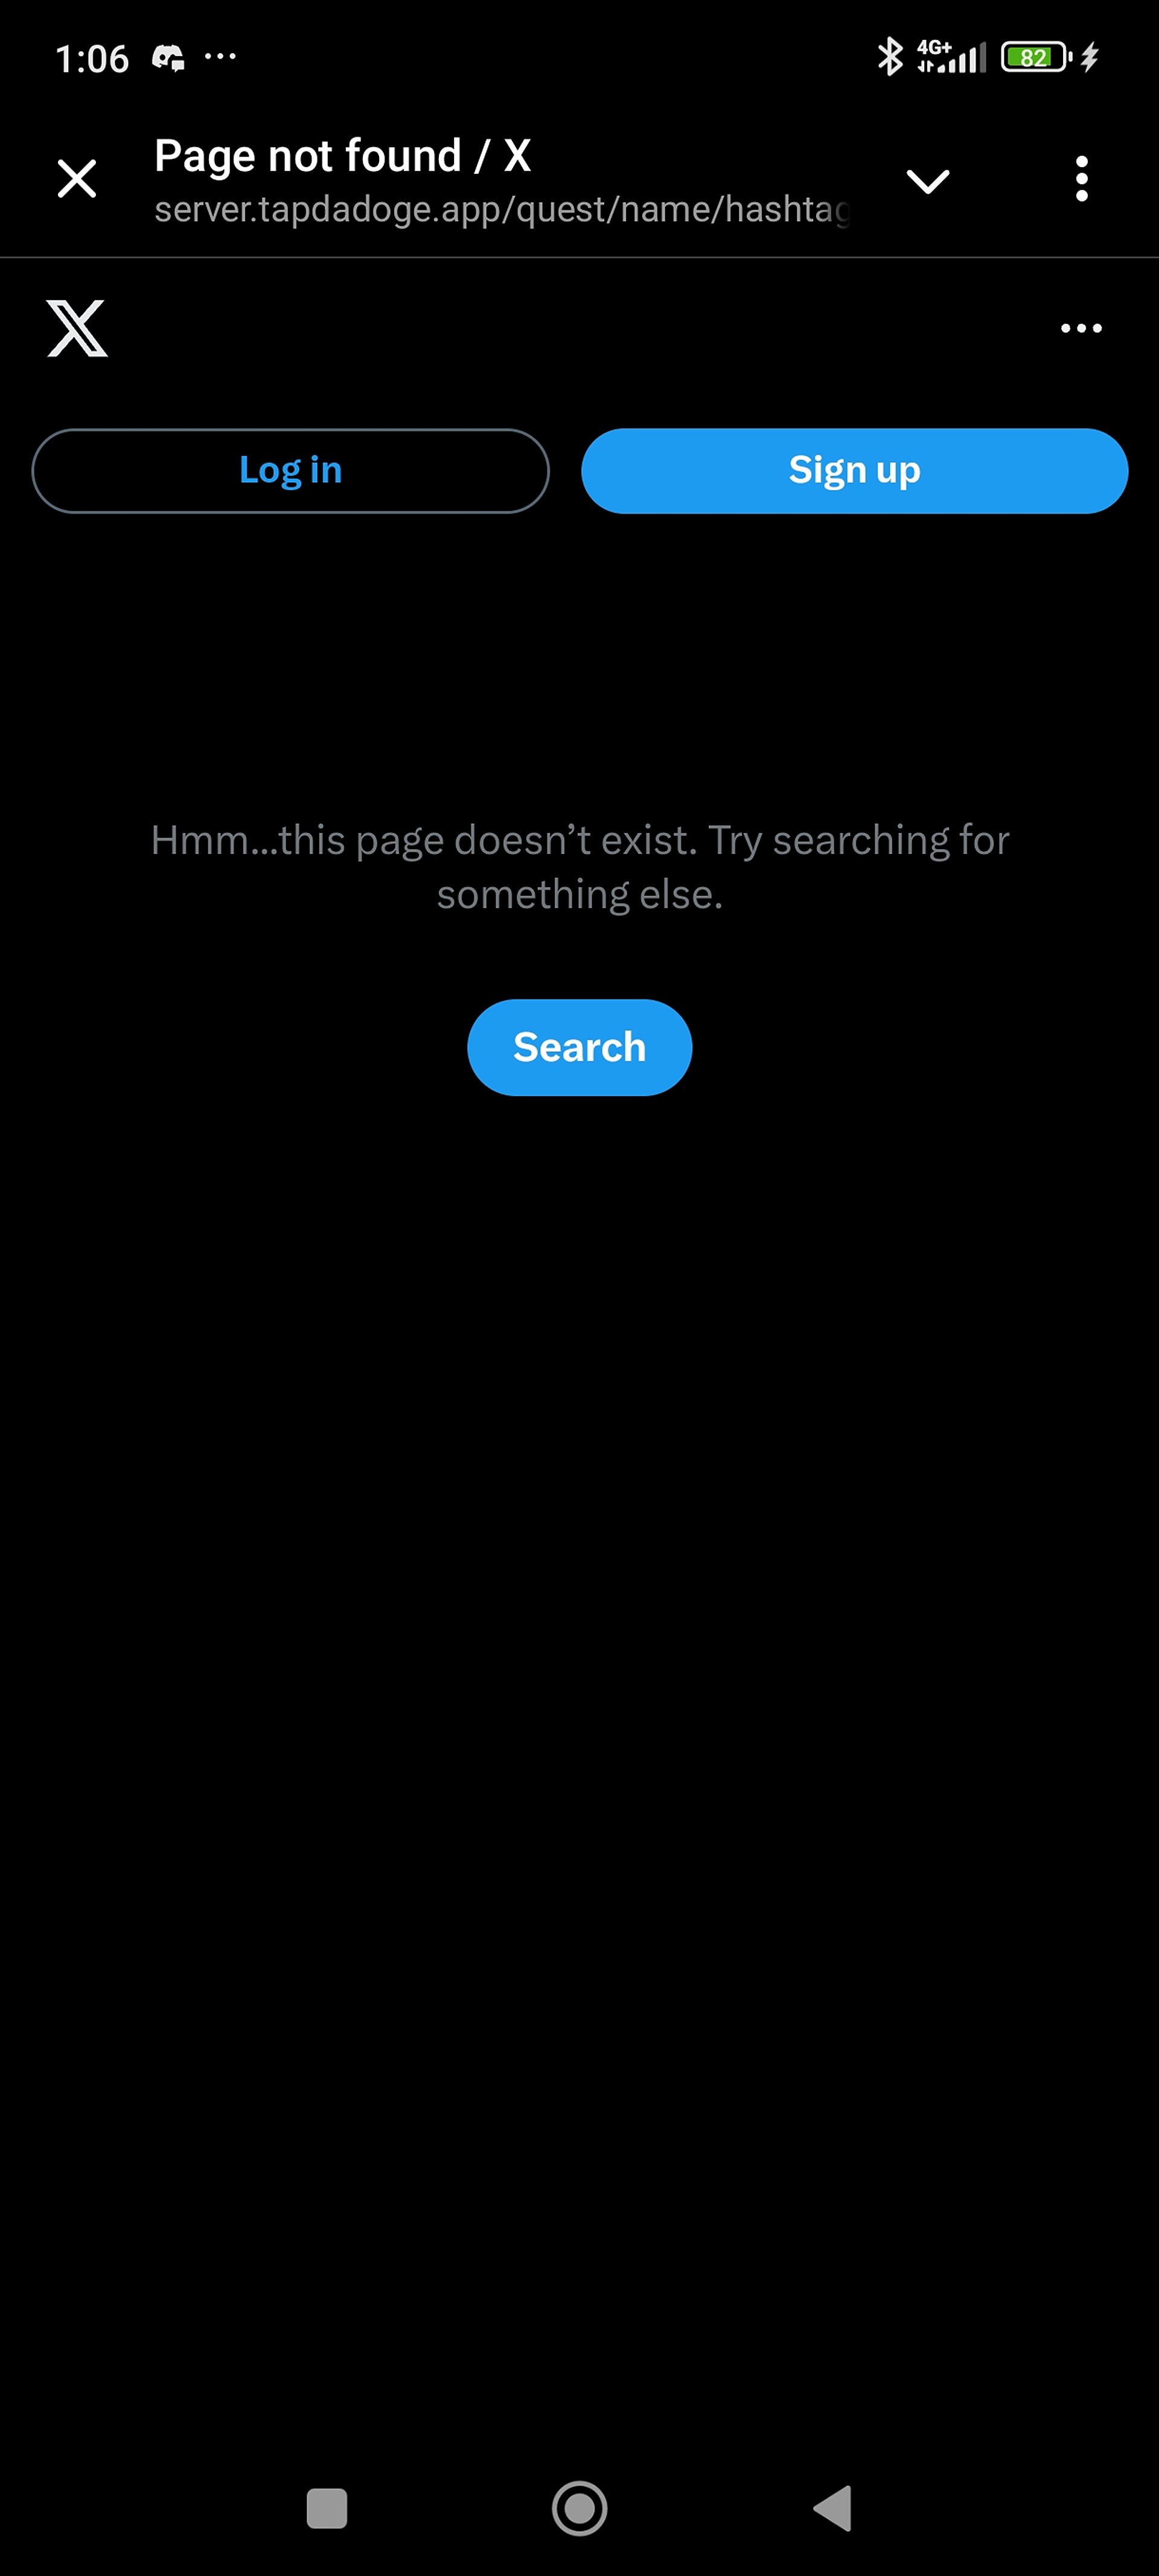 1:06
4G+
82
Page not found / X
server.tapdadoge.app/quest/name/hashtag
Log in
Sign up
Hmm...this page doesn’t exist. Try searching for
something else.
Search